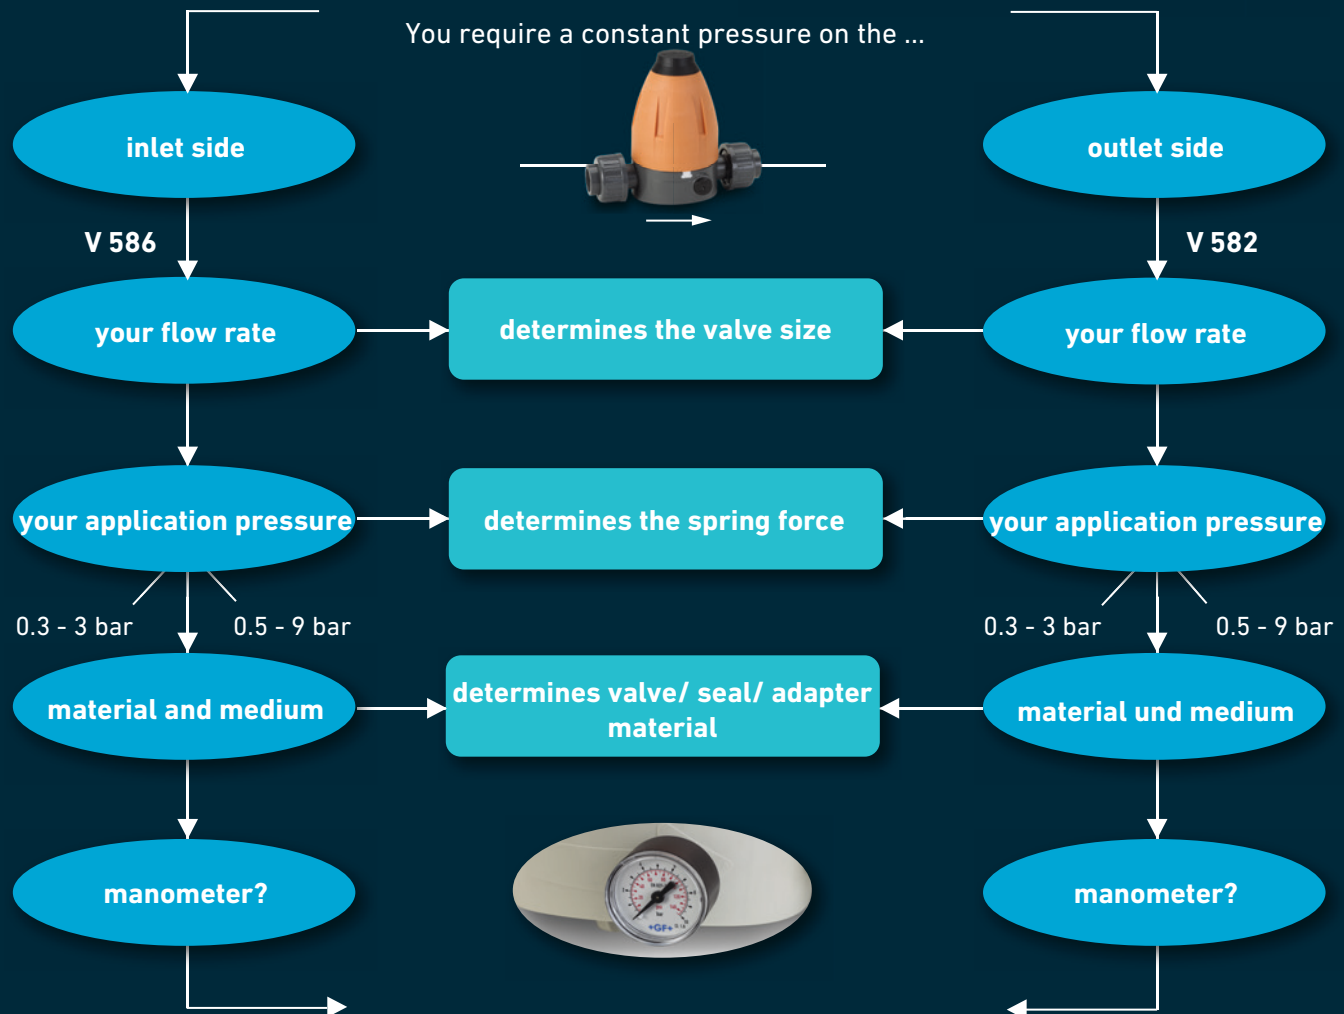 You require a constant pressure on the ...
inlet side
outlet side
V 586
V 582
your flow rate
determines the valve size
your flow rate
your application pressure
determines the spring force
your application pressure
0.3 - 3 bar
0.5 - 9 bar
0.3 - 3 bar
0.5 - 9 bar
material and medium
determines valve/ seal/ adapter
material
material und medium
manometer?
bar
+GF+
manometer?